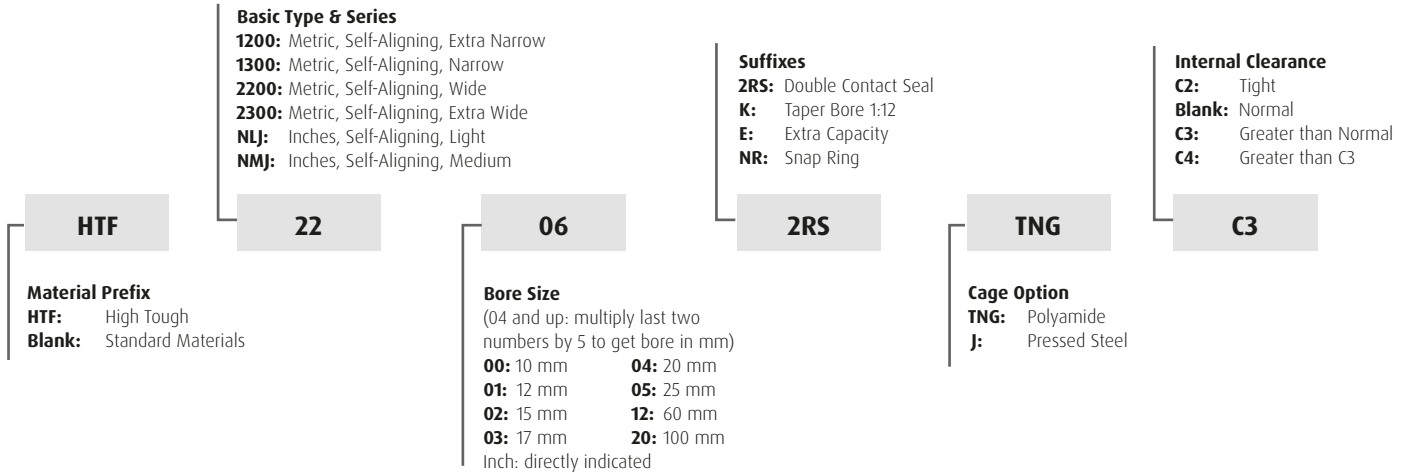 Basic Type & Series
1200: Metric, Self-Aligning, Extra Narrow
1300: Metric, Self-Aligning, Narrow
2200: Metric, Self-Aligning, Wide
2300: Metric, Self-Aligning, Extra Wide
NLJ: Inches, Self-Aligning, Light
NMJ: Inches, Self-Aligning, Medium
Suffixes
2RS: Double Contact Seal
K: Taper Bore 1:12
E: Extra Capacity
NR: Snap Ring
Internal Clearance
C2: Tight
Blank: Normal
C3: Greater than Normal
C4: Greater than C3
HTF
22
06
2RS
TNG
C3
Material Prefix
HTF: High Tough
Blank: Standard Materials
Bore Size
(04 and up: multiply last two
numbers by 5 to get bore in mm)
00: 10 mm 04: 20 mm
01: 12 mm 05: 25 mm
02: 15 mm 12: 60 mm
03: 17 mm 20: 100 mm
Inch: directly indicated
Cage Option
TNG: Polyamide
J: Pressed Steel